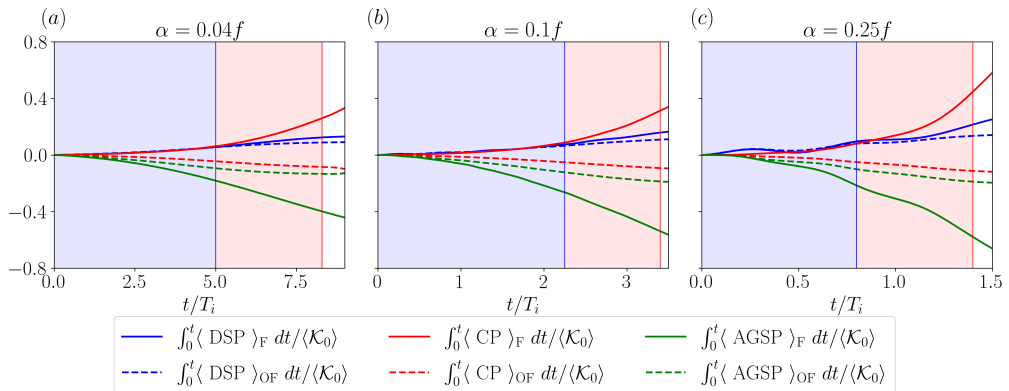 (a) α = 0.04f (b) α = 0.1f (c) α = 0.25f
0.8
0.4
0.0
−0.4
−0.8
0.0 2.5 5.0 7.5 0 1 2 3 0.0 0.5 1.0 1.5
t/T_i t/T_i t/T_i
∫_0^t⟨ DSP ⟩_F dt/⟨𝒦_0⟩ ∫_0^t⟨ CP ⟩_F dt/⟨𝒦_0⟩ ∫_0^t⟨ AGSP ⟩_F dt/⟨𝒦_0⟩
∫_0^t⟨ DSP ⟩_OF dt/⟨𝒦_0⟩ ∫_0^t⟨ CP ⟩_OF dt/⟨𝒦_0⟩ ∫_0^t⟨ AGSP ⟩_OF dt/⟨𝒦_0⟩